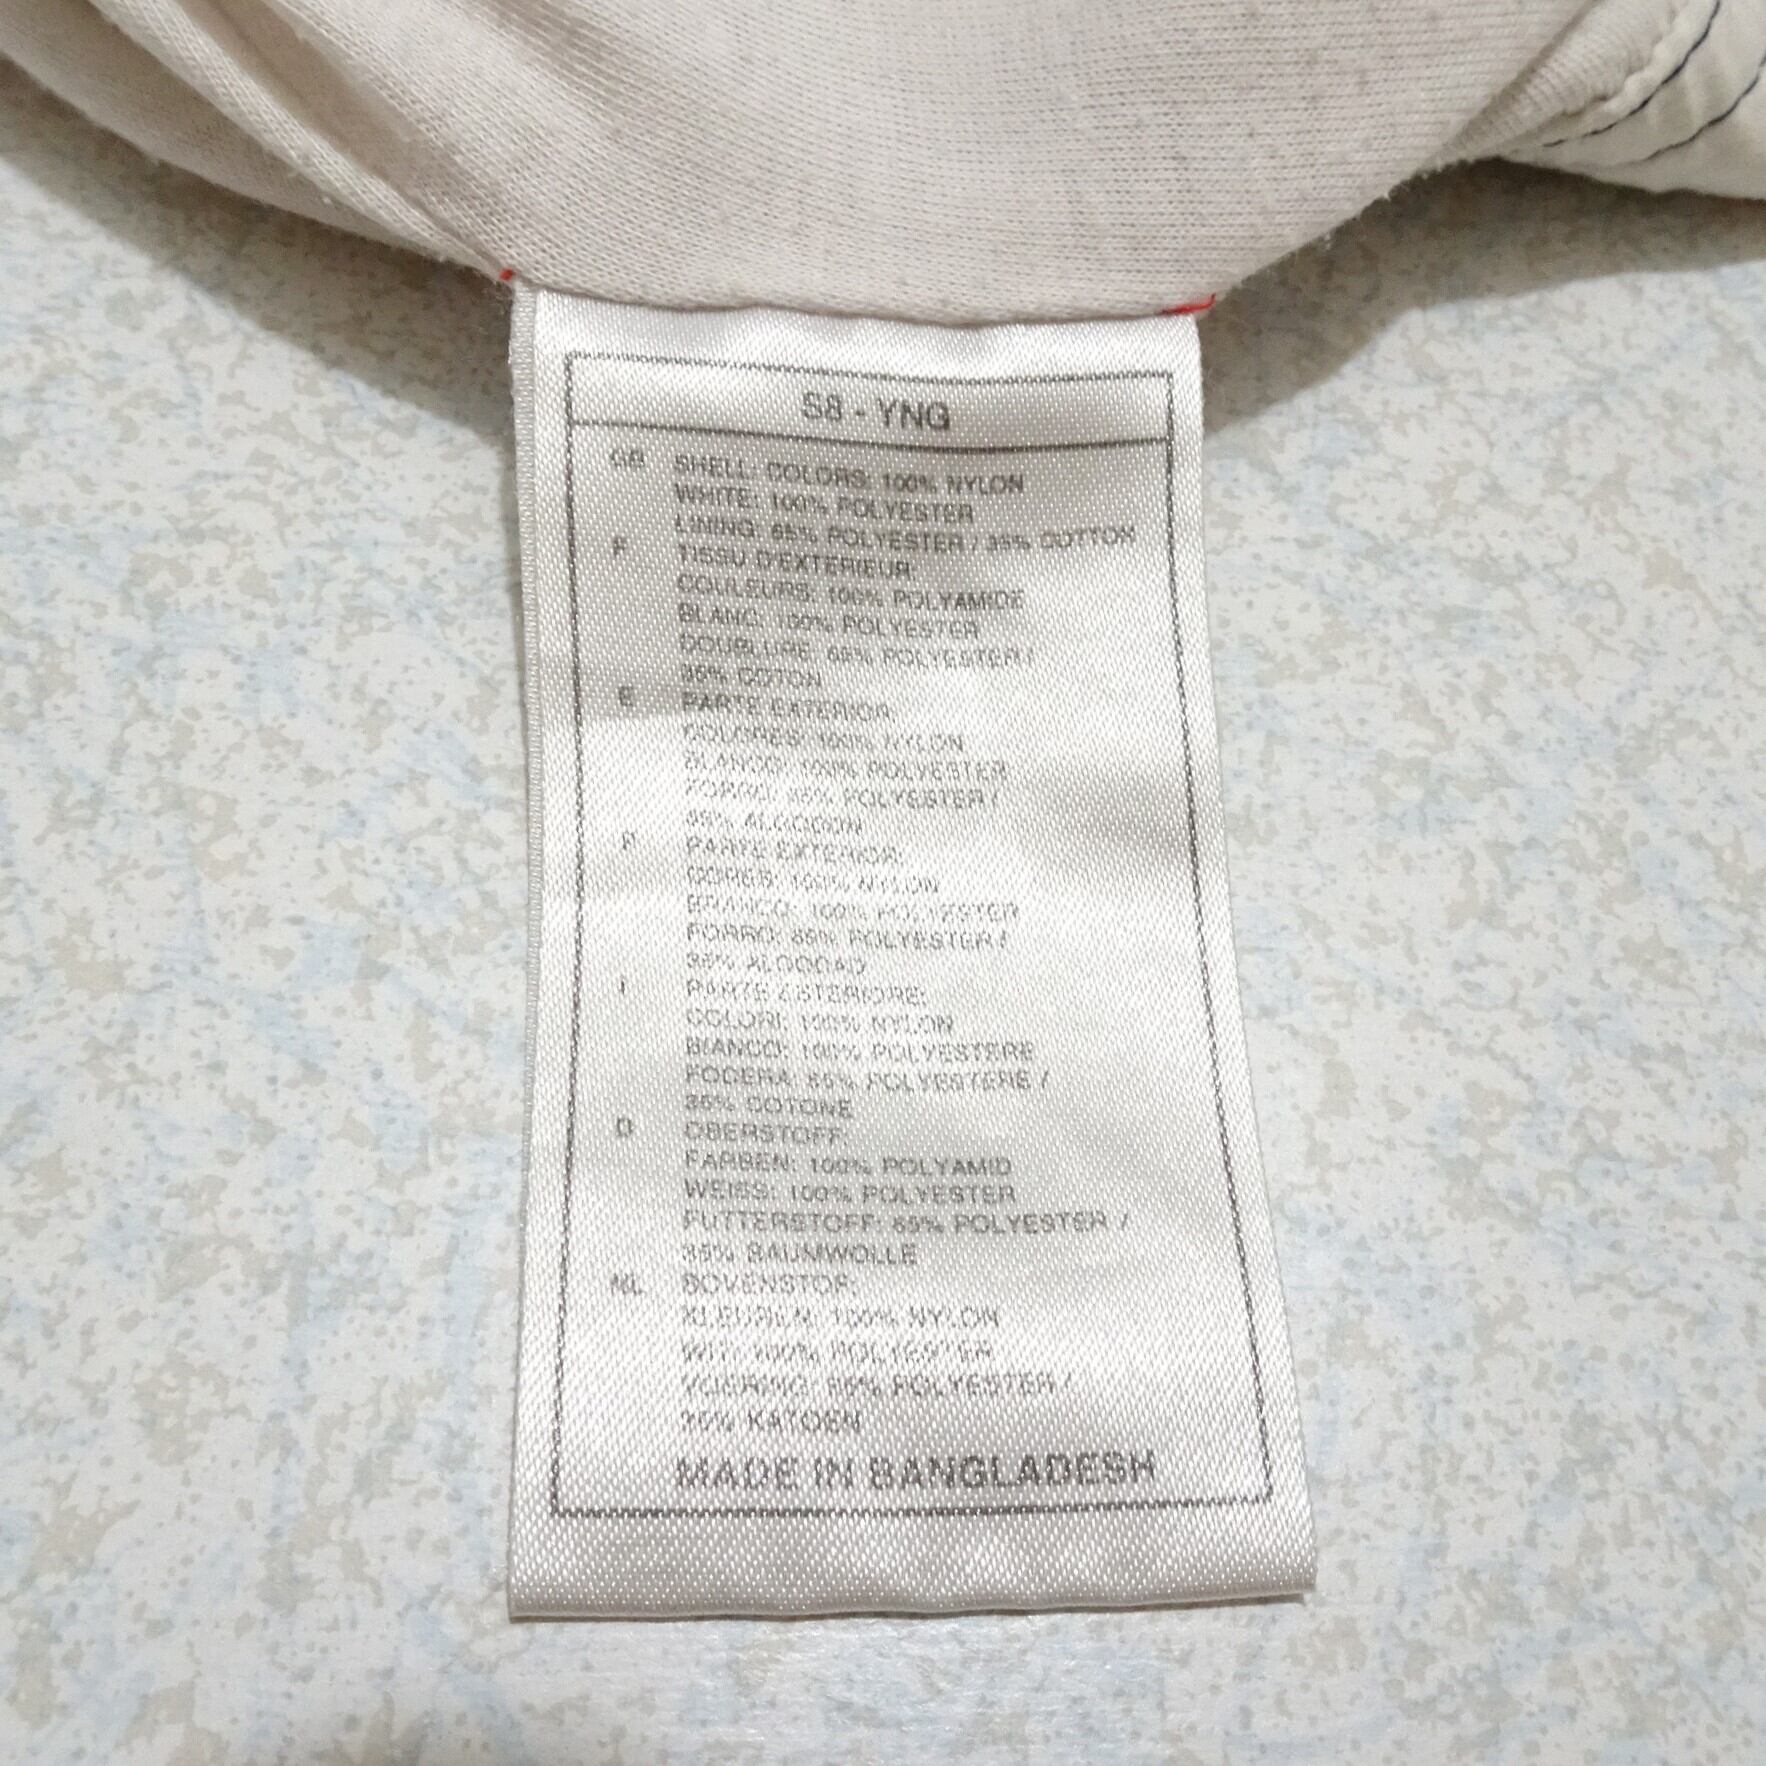 S8 - YNG
GB SHELL: COLORS: 100% NYLON
WHITE: 100% POLYESTER
LINING: 65% POLYESTER / 35% COTTON
F TISSU D'EXTERIEUR:
COULEURS: 100% POLYAMIDE
BLANC: 100% POLYESTER
DOUBLURE: 65% POLYESTER /
35% COTON
E PARTE EXTERIOR:
COLORES: 100% NYLON
BLANCO: 100% POLYESTER
FORRO: 65% POLYESTER /
35% ALGODON
P PARTE EXTERIOR:
CORES: 100% NYLON
BRANCO: 100% POLYESTER
FORRO: 65% POLYESTER /
35% ALGODAO
I PARTE ESTERIORE:
COLORI: 100% NYLON
BIANCO: 100% POLYESTERE
FODERA: 65% POLYESTERE /
35% COTONE
D OBERSTOFF:
FARBEN: 100% POLYAMID
WEISS: 100% POLYESTER
FUTTERSTOFF: 65% POLYESTER /
35% BAUMWOLLE
NL BOVENSTOF:
KLEUREN: 100% NYLON
WIT: 100% POLYESTER
VOERING: 65% POLYESTER /
35% KATOEN
MADE IN BANGLADESH